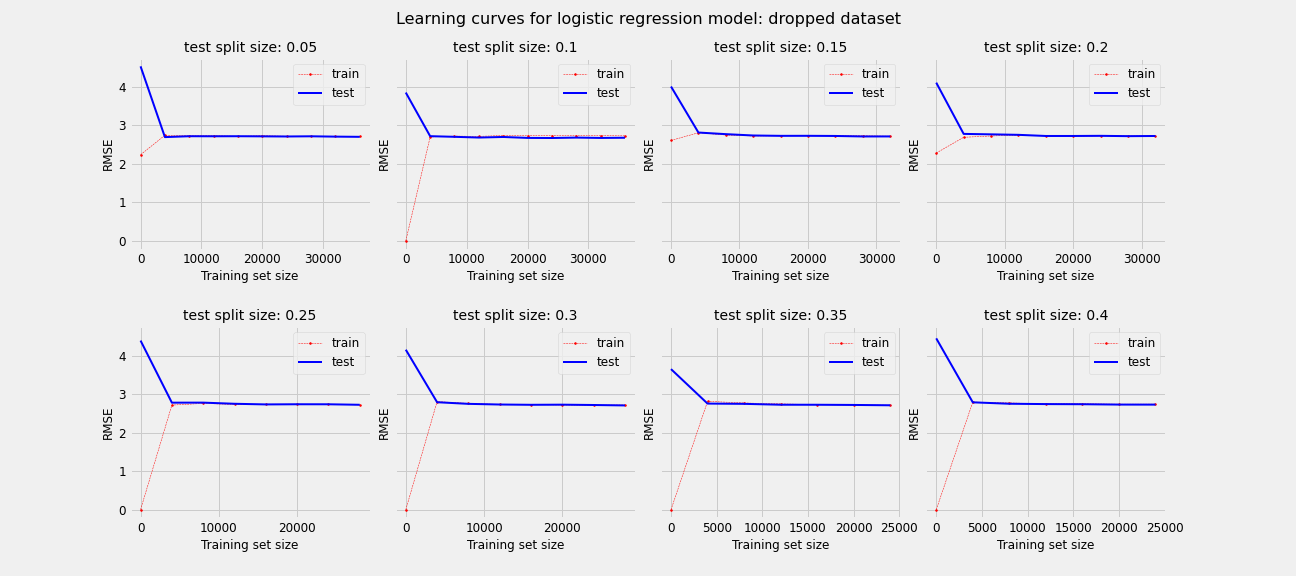 Learning curves for logistic regression model: dropped dataset
test split size: 0.05
test split size: 0.1
test split size: 0.15
test split size: 0.2
train
test
train
test
train
test
train
test
4
3
2
1
0
RMSE
RMSE
RMSE
RMSE
0 10000 20000 30000
0 10000 20000 30000
0 10000 20000 30000
0 10000 20000 30000
Training set size
Training set size
Training set size
Training set size
test split size: 0.25
test split size: 0.3
test split size: 0.35
test split size: 0.4
train
test
train
test
train
test
train
test
4
3
2
1
0
RMSE
RMSE
RMSE
RMSE
0 10000 20000
0 10000 20000
0 5000 10000 15000 20000 25000
0 5000 10000 15000 20000 25000
Training set size
Training set size
Training set size
Training set size